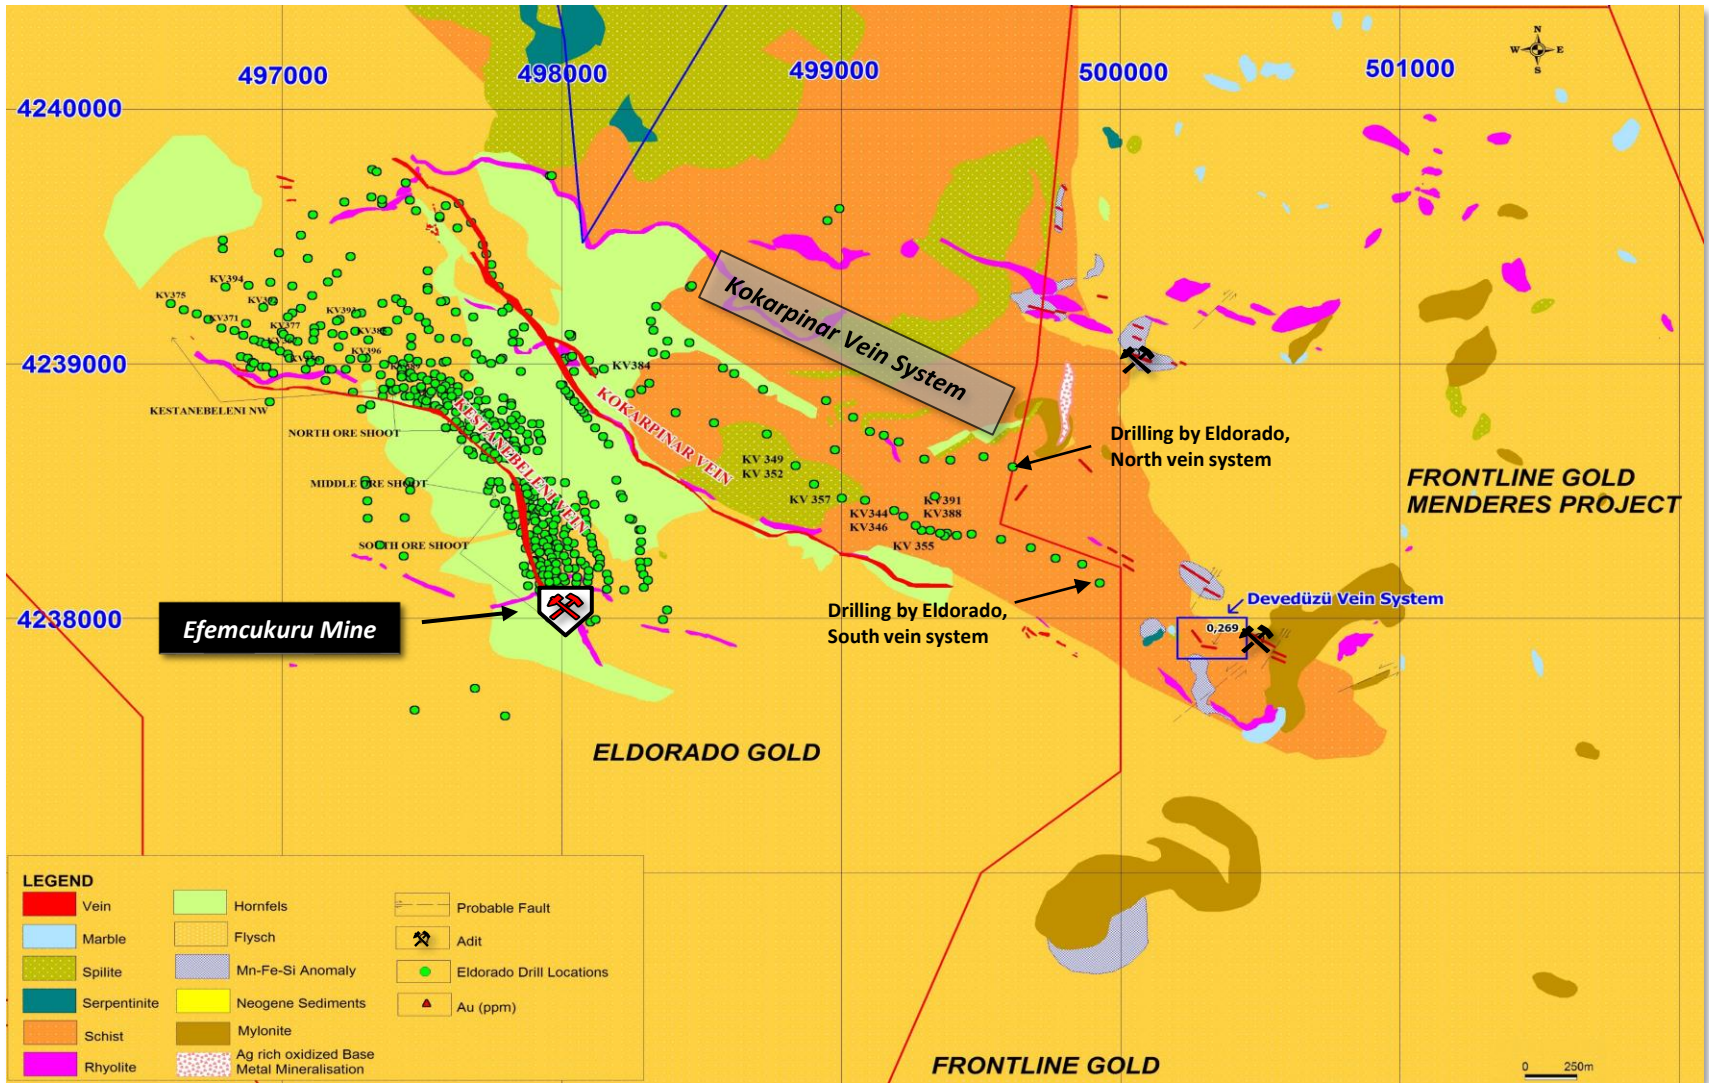 N
W E
S
497000
498000
499000
500000
501000
4240000
KV394
KV375
KV371
KV377
KV396
KV384
4239000
Kokarpinar Vein System
KESTANEBELENI NW
NORTH ORE SHOOT
MIDDLE ORE SHOOT
SOUTH ORE SHOOT
KESTANEBELENI VEIN
KOKARPINAR VEIN
KV 349
KV 352
KV 357
KV344
KV346
KV391
KV388
KV 355
Drilling by Eldorado,
North vein system
FRONTLINE GOLD
MENDERES PROJECT
Drilling by Eldorado,
South vein system
Devedüzü Vein System
0,269
4238000
Efemcukuru Mine
ELDORADO GOLD
FRONTLINE GOLD
LEGEND
Vein
Marble
Spilite
Serpentinite
Schist
Rhyolite
Hornfels
Flysch
Mn-Fe-Si Anomaly
Neogene Sediments
Mylonite
Ag rich oxidized Base
Metal Mineralisation
Probable Fault
Adit
Eldorado Drill Locations
Au (ppm)
0 250m